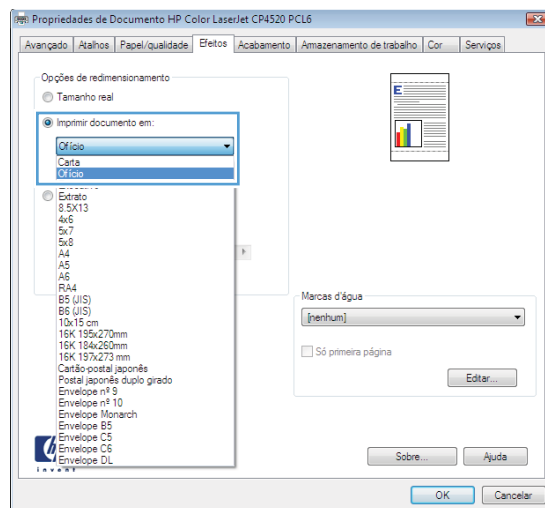 Propriedades de Documento HP Color LaserJet CP4520 PCL6
Avançado Atalhos Papel/qualidade Efeitos Acabamento Amazenamento de trabalho Cor Serviços
Opções de redimensionamento
Tamanho real
Imprimir documento em:
Ofício
Carta
Ofício
Extrato
8.5X13
4x6
5x7
5x8
A4
A5
A6
RA4
B5 (JIS)
B6 (JIS)
10x15 cm
16K 195x270mm
16K 184x260mm
16K 197x273 mm
Cartão-postal japonês
Postal japonês duplo girado
Envelope nº 9
Envelope nº 10
Envelope Monarch
Envelope B5
Envelope C5
Envelope C6
Envelope DL
E
Marcas d'água
[nenhum]
Só primeira página
Editar...
invent
Sobre...
Ajuda
OK
Cancelar